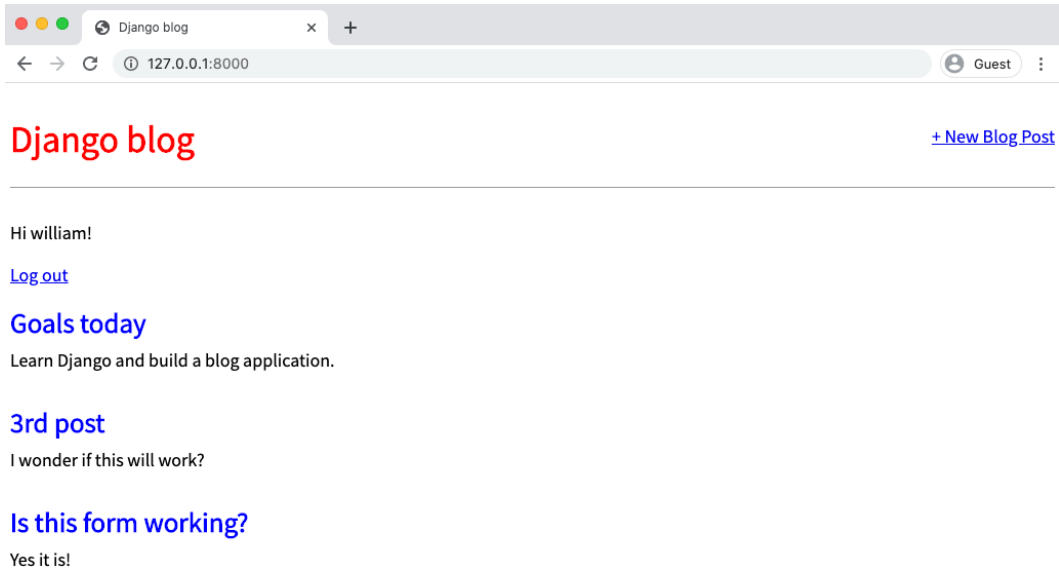 Django blog
127.0.0.1:8000
Guest
Django blog
+ New Blog Post
Hi william!
Log out
Goals today
Learn Django and build a blog application.
3rd post
I wonder if this will work?
Is this form working?
Yes it is!